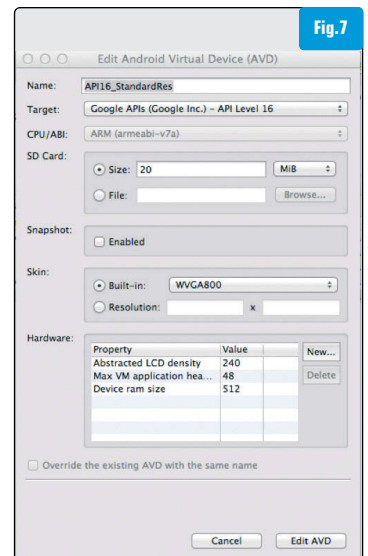 Fig.7
Edit Android Virtual Device (AVD)
Name: API16_StandardRes
Target: Google APIs (Google Inc.) – API Level 16
CPU/ABI: ARM (armeabi-v7a)
SD Card:
Size: 20 MiB
File: Browse...
Snapshot:
Enabled
Skin:
Built-in: WVGA800
Resolution: x
Hardware:
Property Value New...
Abstracted LCD density 240 Delete
Max VM application hea... 48
Device ram size 512
Override the existing AVD with the same name
Cancel Edit AVD